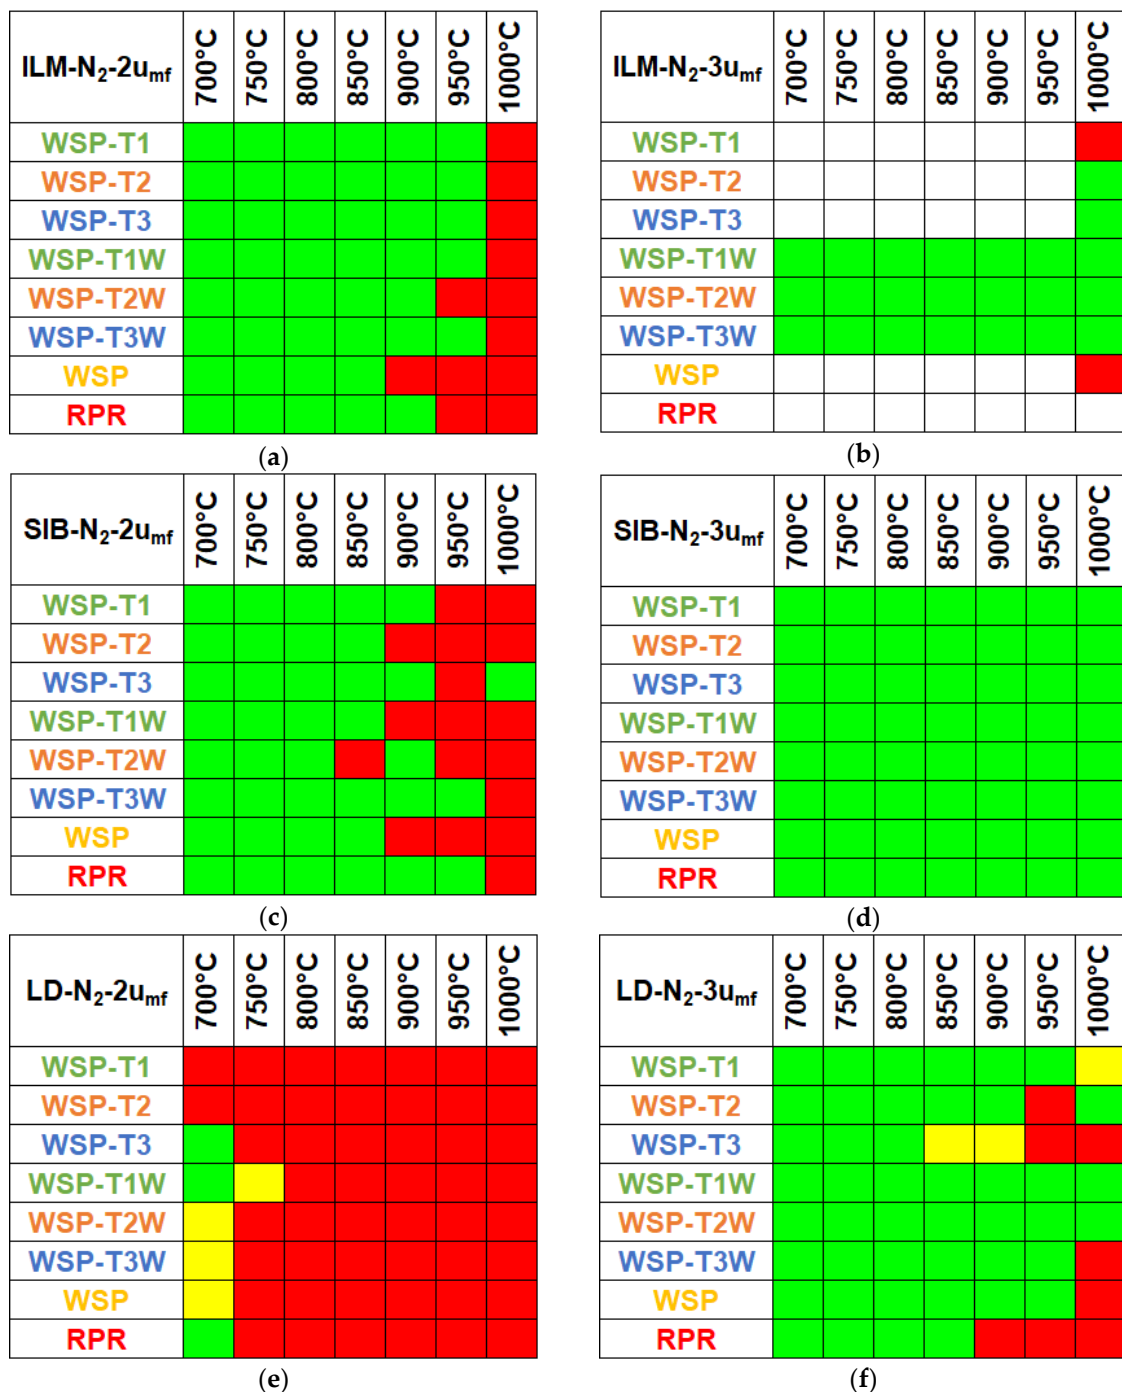 ILM-N₂-2uₘf 700°C 750°C 800°C 850°C 900°C 950°C 1000°C
WSP-T1
WSP-T2
WSP-T3
WSP-T1W
WSP-T2W
WSP-T3W
WSP
RPR
(a)
ILM-N₂-3uₘf 700°C 750°C 800°C 850°C 900°C 950°C 1000°C
WSP-T1
WSP-T2
WSP-T3
WSP-T1W
WSP-T2W
WSP-T3W
WSP
RPR
(b)
SIB-N₂-2uₘf 700°C 750°C 800°C 850°C 900°C 950°C 1000°C
WSP-T1
WSP-T2
WSP-T3
WSP-T1W
WSP-T2W
WSP-T3W
WSP
RPR
(c)
SIB-N₂-3uₘf 700°C 750°C 800°C 850°C 900°C 950°C 1000°C
WSP-T1
WSP-T2
WSP-T3
WSP-T1W
WSP-T2W
WSP-T3W
WSP
RPR
(d)
LD-N₂-2uₘf 700°C 750°C 800°C 850°C 900°C 950°C 1000°C
WSP-T1
WSP-T2
WSP-T3
WSP-T1W
WSP-T2W
WSP-T3W
WSP
RPR
(e)
LD-N₂-3uₘf 700°C 750°C 800°C 850°C 900°C 950°C 1000°C
WSP-T1
WSP-T2
WSP-T3
WSP-T1W
WSP-T2W
WSP-T3W
WSP
RPR
(f)